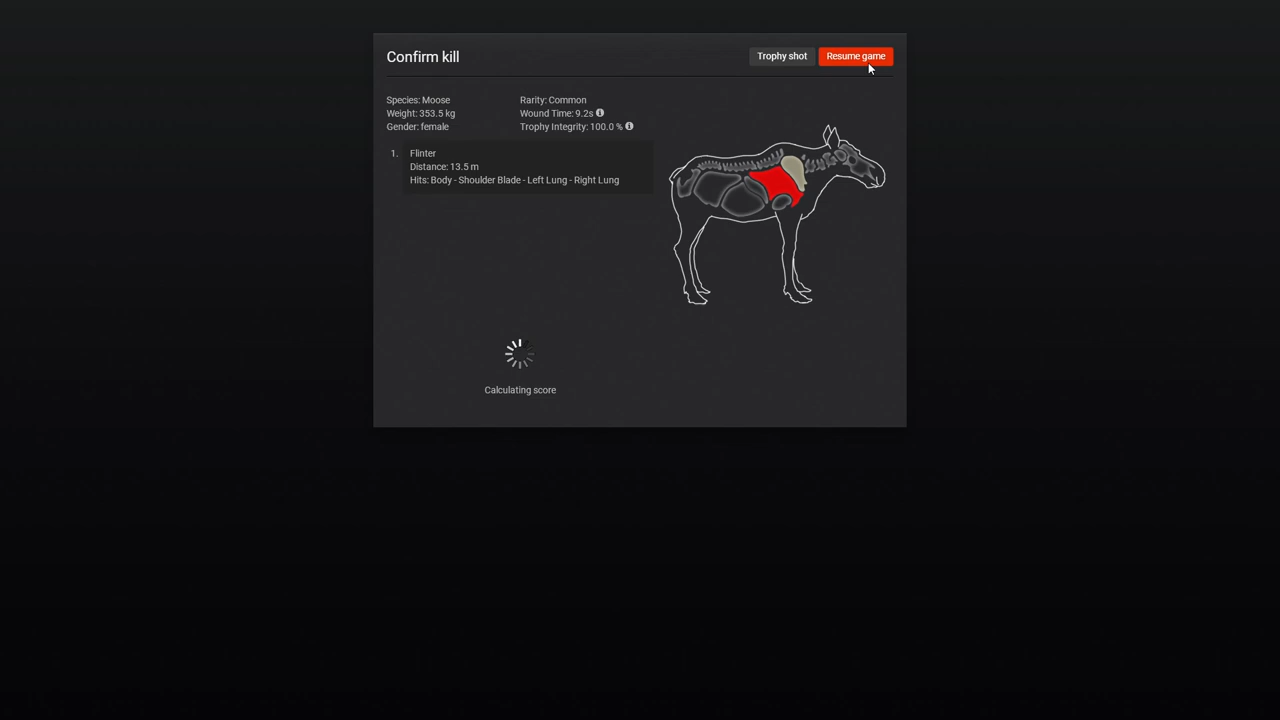 Confirm kill
Trophy shot
Resume game
Species: Moose
Rarity: Common
Weight: 353.5 kg
Wound Time: 9.2s
Gender: female
Trophy Integrity: 100.0 %
1. Flinter
Distance: 13.5 m
Hits: Body - Shoulder Blade - Left Lung - Right Lung
Calculating score